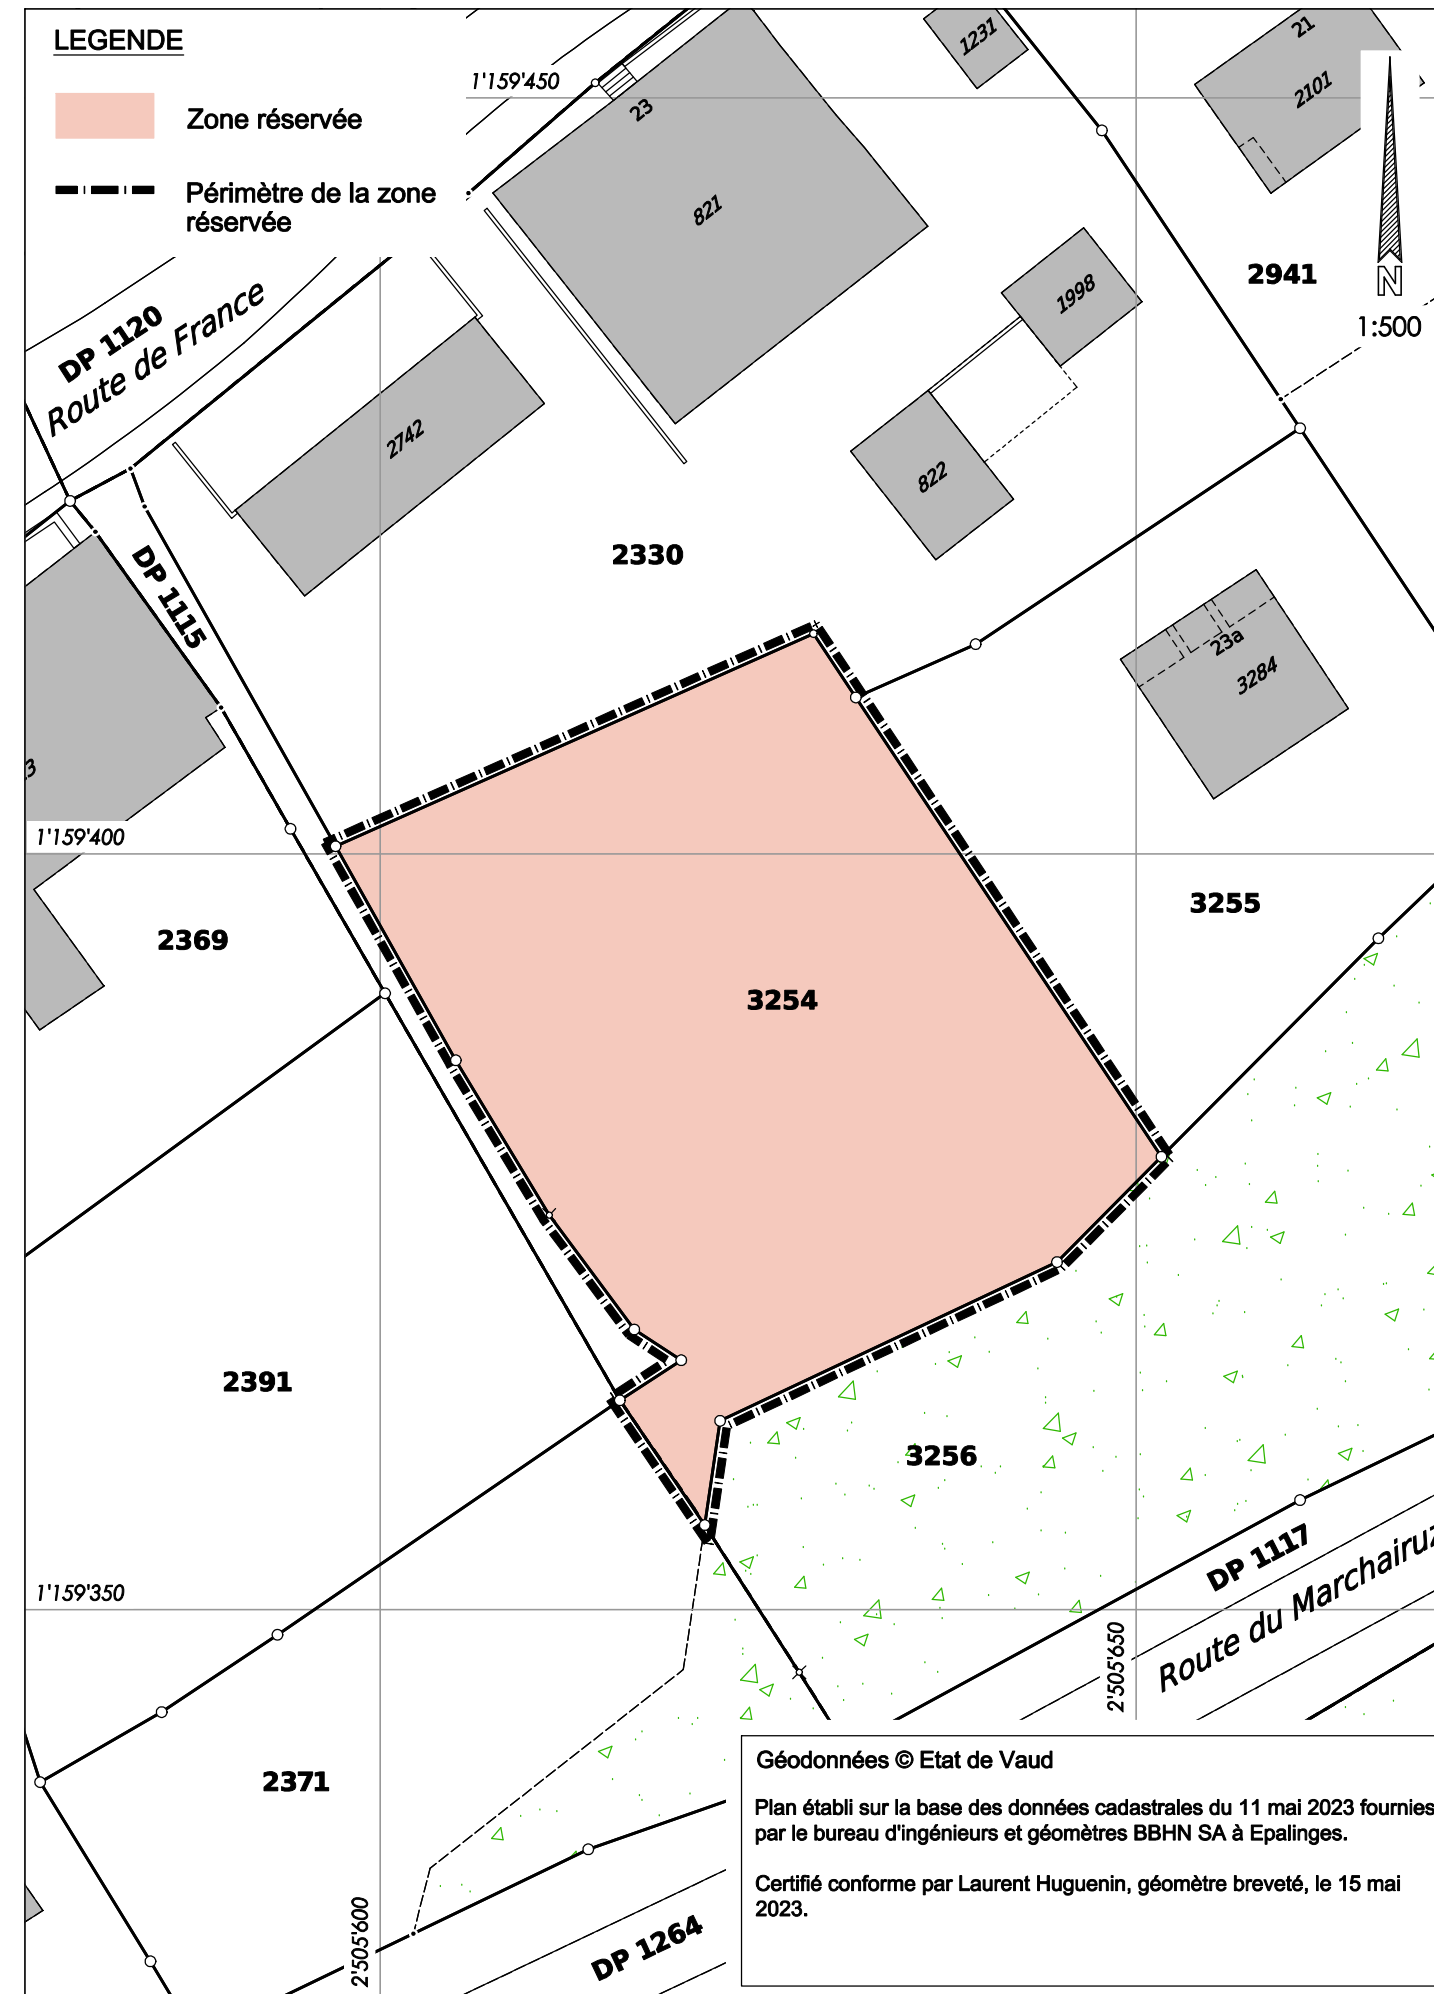 LEGENDE
Zone réservée
Périmètre de la zone
réservée
1'159'450
23
821
1231
21
2101
2941
N
1:500
1998
822
DP 1120
Route de France
2742
2330
DP 1115
23a
3284
3
1'159'400
2369
3255
3254
2391
3256
1'159'350
DP 1117
Route du Marchairuz
2'505'650
2371
2'505'600
DP 1264
Géodonnées © Etat de Vaud
Plan établi sur la base des données cadastrales du 11 mai 2023 fournies
par le bureau d'ingénieurs et géomètres BBHN SA à Epalinges.
Certifié conforme par Laurent Huguenin, géomètre breveté, le 15 mai
2023.